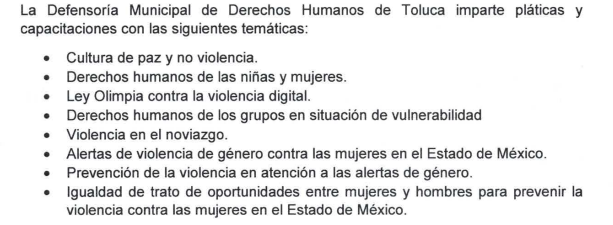 La Defensoría Municipal de Derechos Humanos de Toluca imparte pláticas y
capacitaciones con las siguientes temáticas:
• Cultura de paz y no violencia.
• Derechos humanos de las niñas y mujeres.
• Ley Olimpia contra la violencia digital.
• Derechos humanos de los grupos en situación de vulnerabilidad
• Violencia en el noviazgo.
• Alertas de violencia de género contra las mujeres en el Estado de México.
• Prevención de la violencia en atención a las alertas de género.
• Igualdad de trato de oportunidades entre mujeres y hombres para prevenir la
violencia contra las mujeres en el Estado de México.